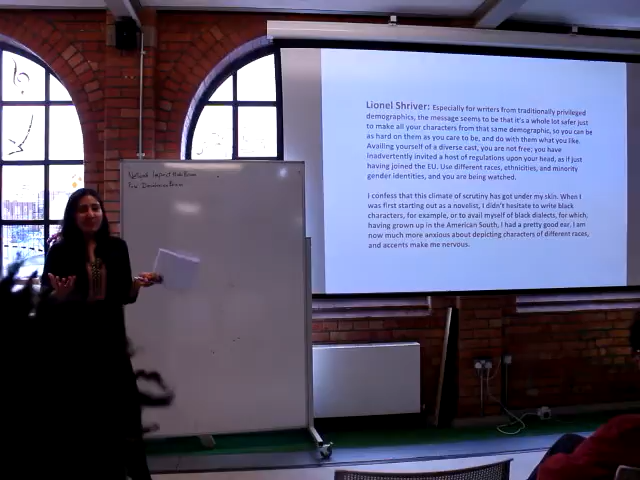 Lionel Shriver: Especially for writers from traditionally privileged
demographics, the message seems to be that it's a whole lot safer just
to make all your characters from that same demographic, so you can be
as hard on them as you care to be, and do with them what you like.
Availing yourself of a diverse cast, you are not free; you have
inadvertently invited a host of regulations upon your head, as if just
having joined the EU. Use different races, ethnicities, and minority
gender identities, and you are being watched.
I confess that this climate of scrutiny has got under my skin. When I
was first starting out as a novelist, I didn't hesitate to write black
characters, for example, or to avail myself of black dialects, for which,
having grown up in the American South, I had a pretty good ear. I am
now much more anxious about depicting characters of different races,
and accents make me nervous.